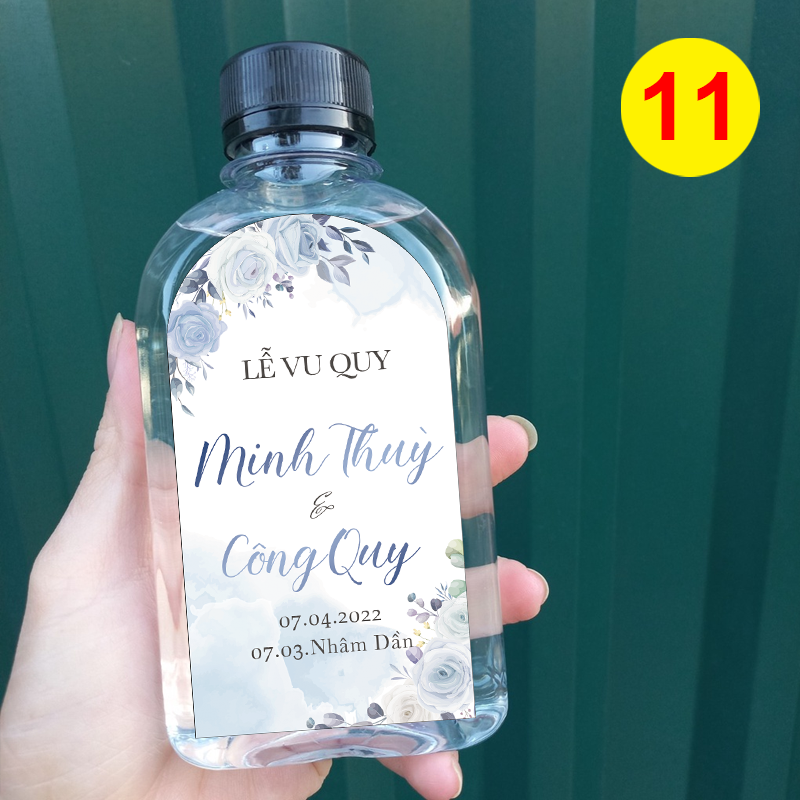 11
LỄ VU QUY
Minh Thuỳ
&
Công Quy
07.04.2022
07.03.Nhâm Dần